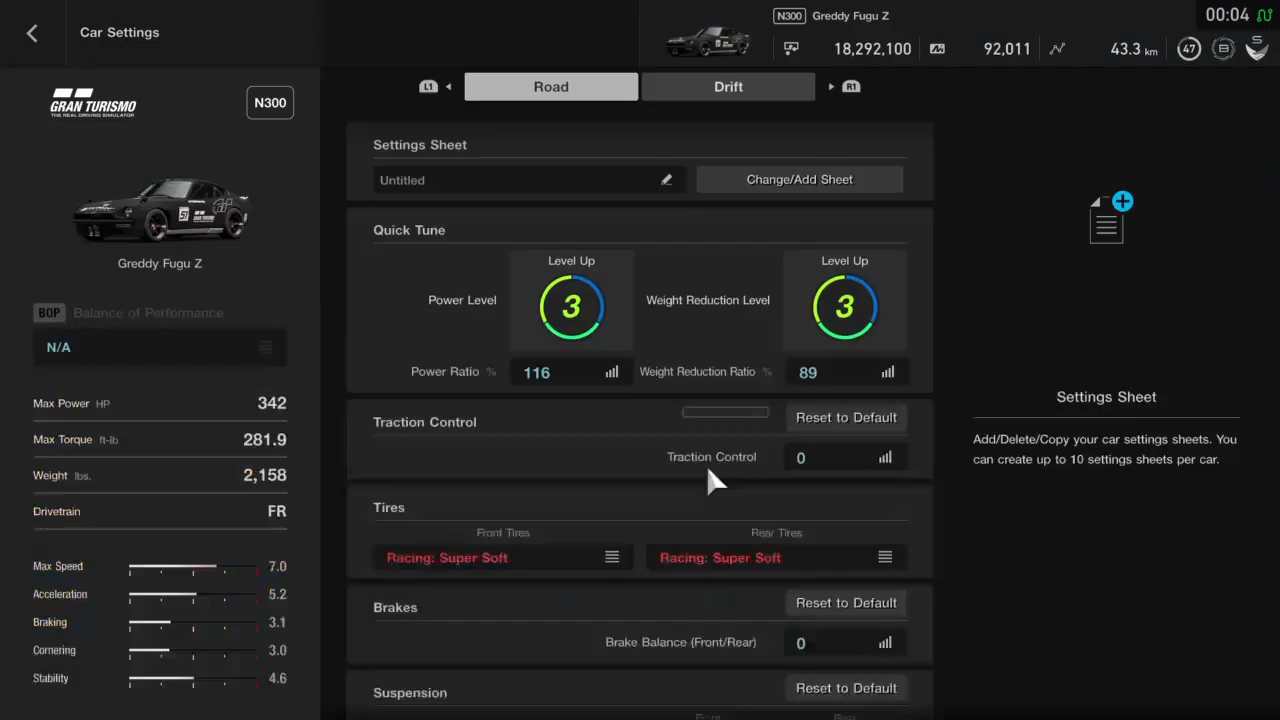 Car Settings
N300 Greddy Fugu Z
18,292,100 92,011 43.3 km 47 B S
00:04
L1 Road Drift R1
GRAN TURISMO
THE REAL DRIVING SIMULATOR
N300
Greddy Fugu Z
BOP Balance of Performance
N/A
Max Power HP 342
Max Torque ft-lb 281.9
Weight lbs. 2,158
Drivetrain FR
Max Speed 7.0
Acceleration 5.2
Braking 3.1
Cornering 3.0
Stability 4.6
Settings Sheet
Untitled Change/Add Sheet
Quick Tune
Level Up Level Up
Power Level 3 Weight Reduction Level 3
Power Ratio % 116 Weight Reduction Ratio % 89
Traction Control Reset to Default
Traction Control 0
Tires
Front Tires Rear Tires
Racing: Super Soft Racing: Super Soft
Brakes Reset to Default
Brake Balance (Front/Rear) 0
Suspension Reset to Default
Settings Sheet
Add/Delete/Copy your car settings sheets. You
can create up to 10 settings sheets per car.